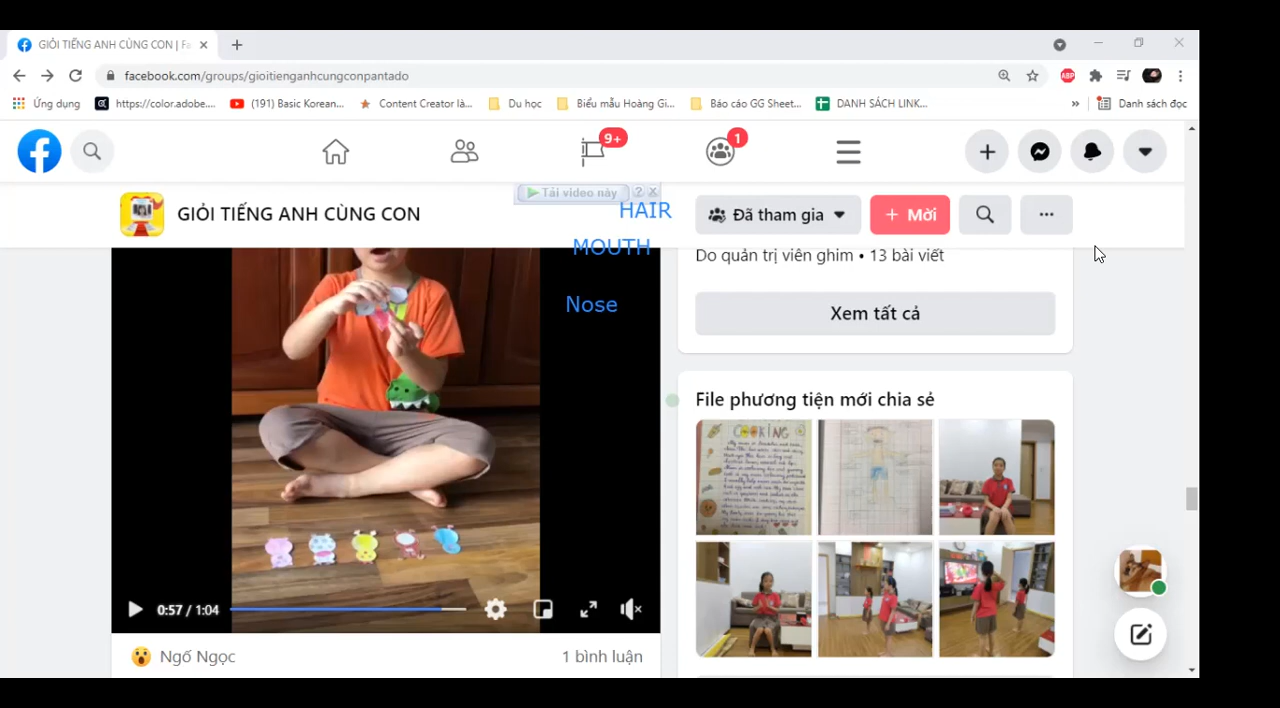 GIỎI TIẾNG ANH CÙNG CON | Fa
facebook.com/groups/gioitienganhcungconpantado
ABP
Ứng dụng
https://color.adobe....
(191) Basic Korean...
Content Creator là...
Du học
Biểu mẫu Hoàng Gi...
Báo cáo GG Sheet...
DANH SÁCH LINK...
»
Danh sách đọc
9+
1
Tải video này
?
X
GIỎI TIẾNG ANH CÙNG CON
HAIR
Đã tham gia
+ Mời
...
MOUTH
Do quản trị viên ghim • 13 bài viết
Nose
Xem tất cả
File phương tiện mới chia sẻ
COOKING
0:57 / 1:04
Ngố Ngọc
1 bình luận